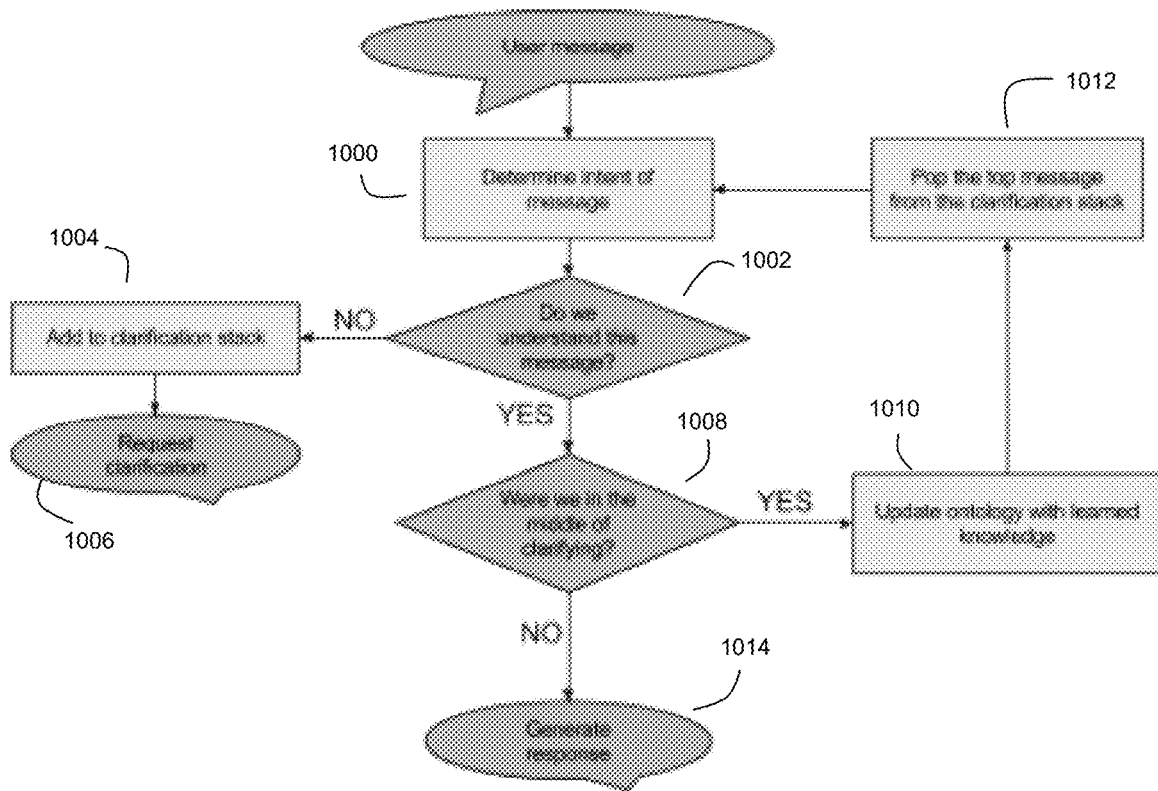 User message
1012
1000
Determine intent of
message
Pop the top message
from the clarification stack
1004
1002
Add to clarification stack
NO
Do we
understand this
message?
YES
Request
clarification
1006
1008
1010
Were we in the
middle of
clarifying?
YES
Update ontology with learned
knowledge
NO
1014
Generate
response